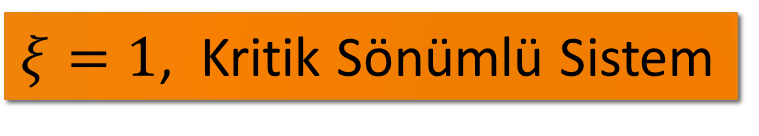 ξ = 1, Kritik Sönümlü Sistem